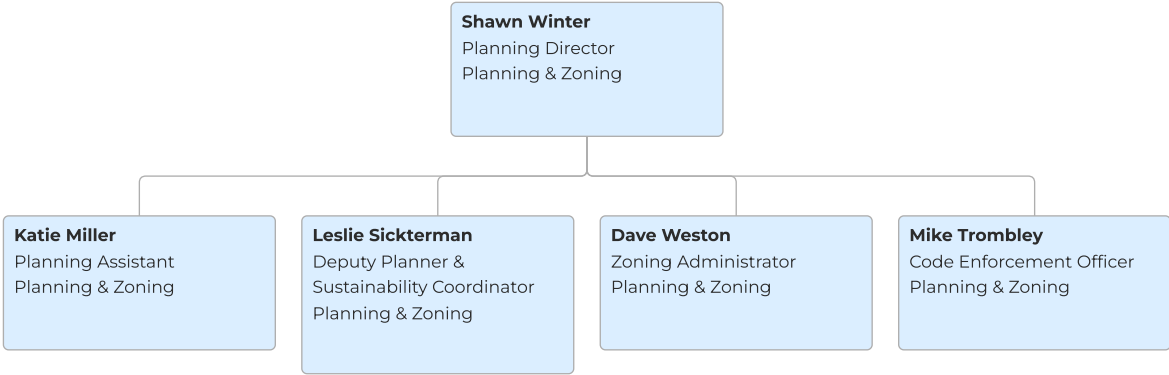 Shawn Winter
Planning Director
Planning & Zoning
Katie Miller
Planning Assistant
Planning & Zoning
Leslie Sickterman
Deputy Planner &
Sustainability Coordinator
Planning & Zoning
Dave Weston
Zoning Administrator
Planning & Zoning
Mike Trombley
Code Enforcement Officer
Planning & Zoning